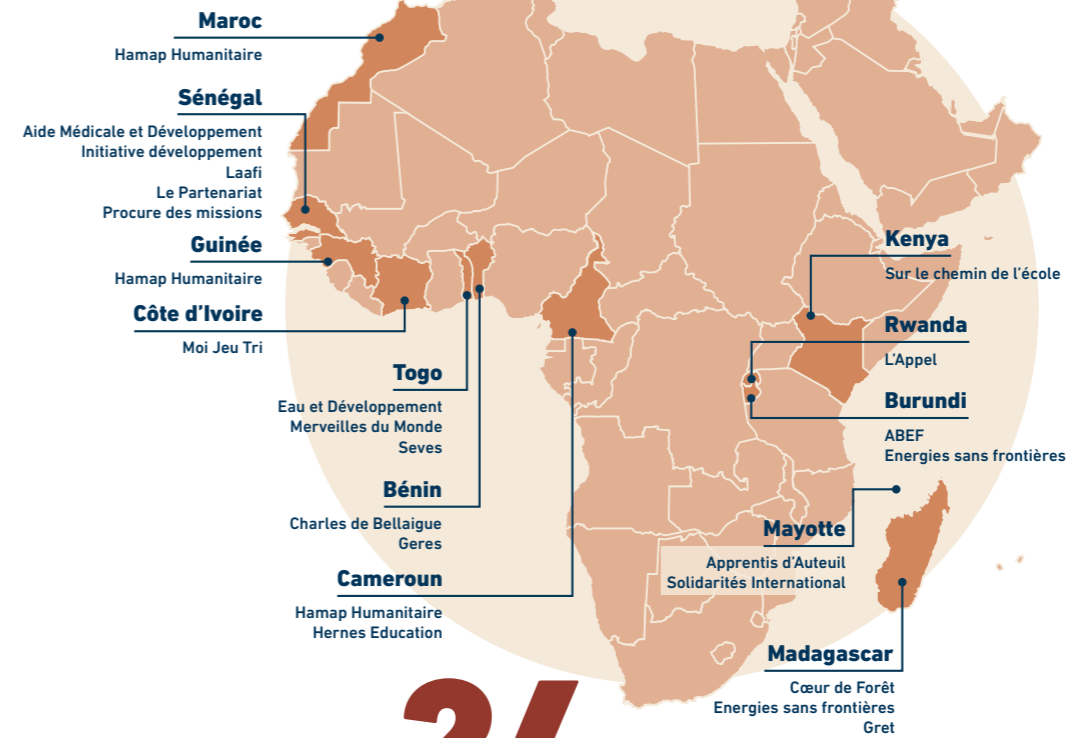 Maroc
Hamap Humanitaire
Sénégal
Aide Médicale et Développement
Initiative développement
Laafi
Le Partenariat
Procure des missions
Guinée
Hamap Humanitaire
Côte d’Ivoire
Moi Jeu Tri
Togo
Eau et Développement
Merveilles du Monde
Seves
Bénin
Charles de Bellaigue
Geres
Cameroun
Hamap Humanitaire
Hernes Education
Kenya
Sur le chemin de l’école
Rwanda
L’Appel
Burundi
ABEF
Energies sans frontières
Mayotte
Apprentis d’Auteuil
Solidarités International
Madagascar
Cœur de Forêt
Energies sans frontières
Gret